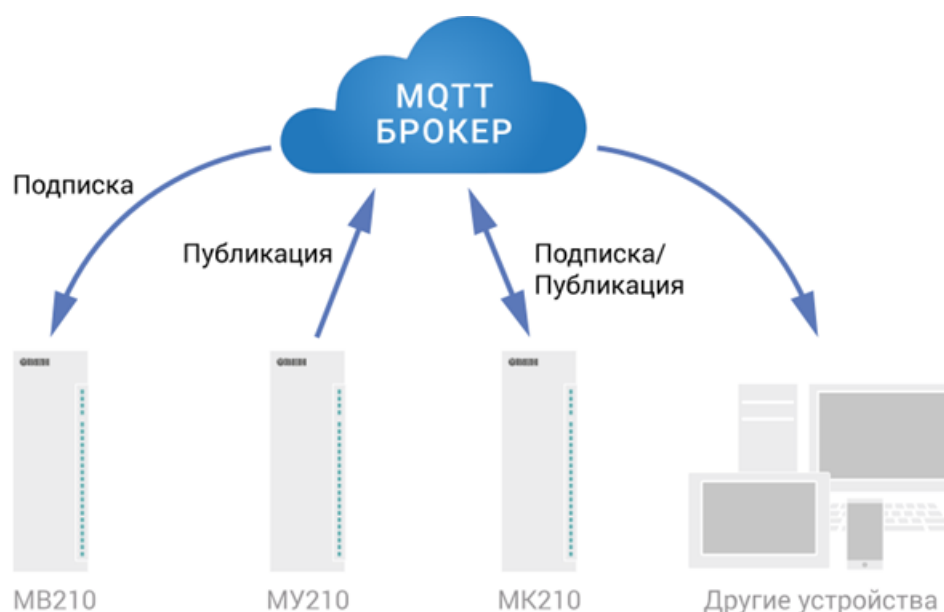 MQTT
БРОКЕР
Подписка
Публикация
Подписка/
Публикация
МВ210
МУ210
МК210
Другие устройства